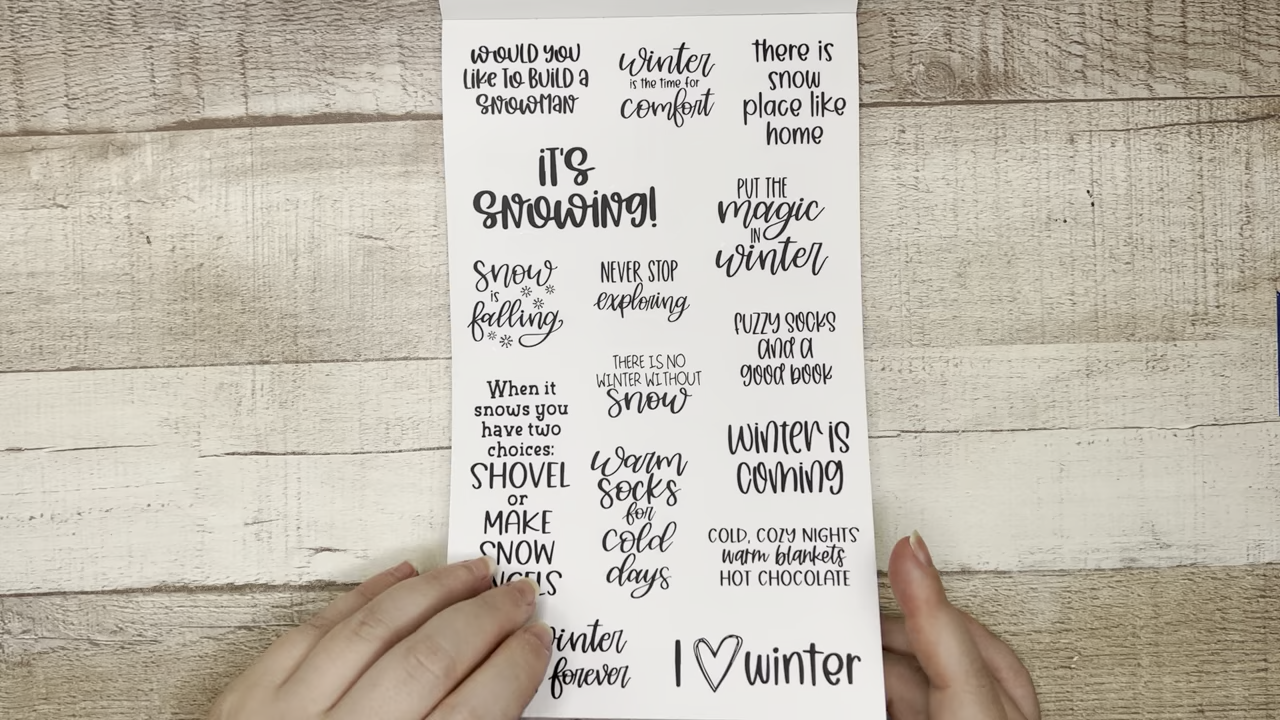 WOULD YOU
LIKE TO BUILD A
SNOWMAN
winter
is the time for
comfort
there is
snow
place like
home
IT'S
SNOWING!
PUT THE
magic
IN
winter
snow
is
falling
NEVER STOP
exploring
FUZZY SOCKS
and a
good book
THERE IS NO
WINTER WITHOUT
snow
When it
snows you
have two
choices:
SHOVEL
or
MAKE
SNOW
warm
socks
for
cold
days
WINTER IS
COMING
COLD, COZY NIGHTS
warm blankets
HOT CHOCOLATE
winter
forever
I winter